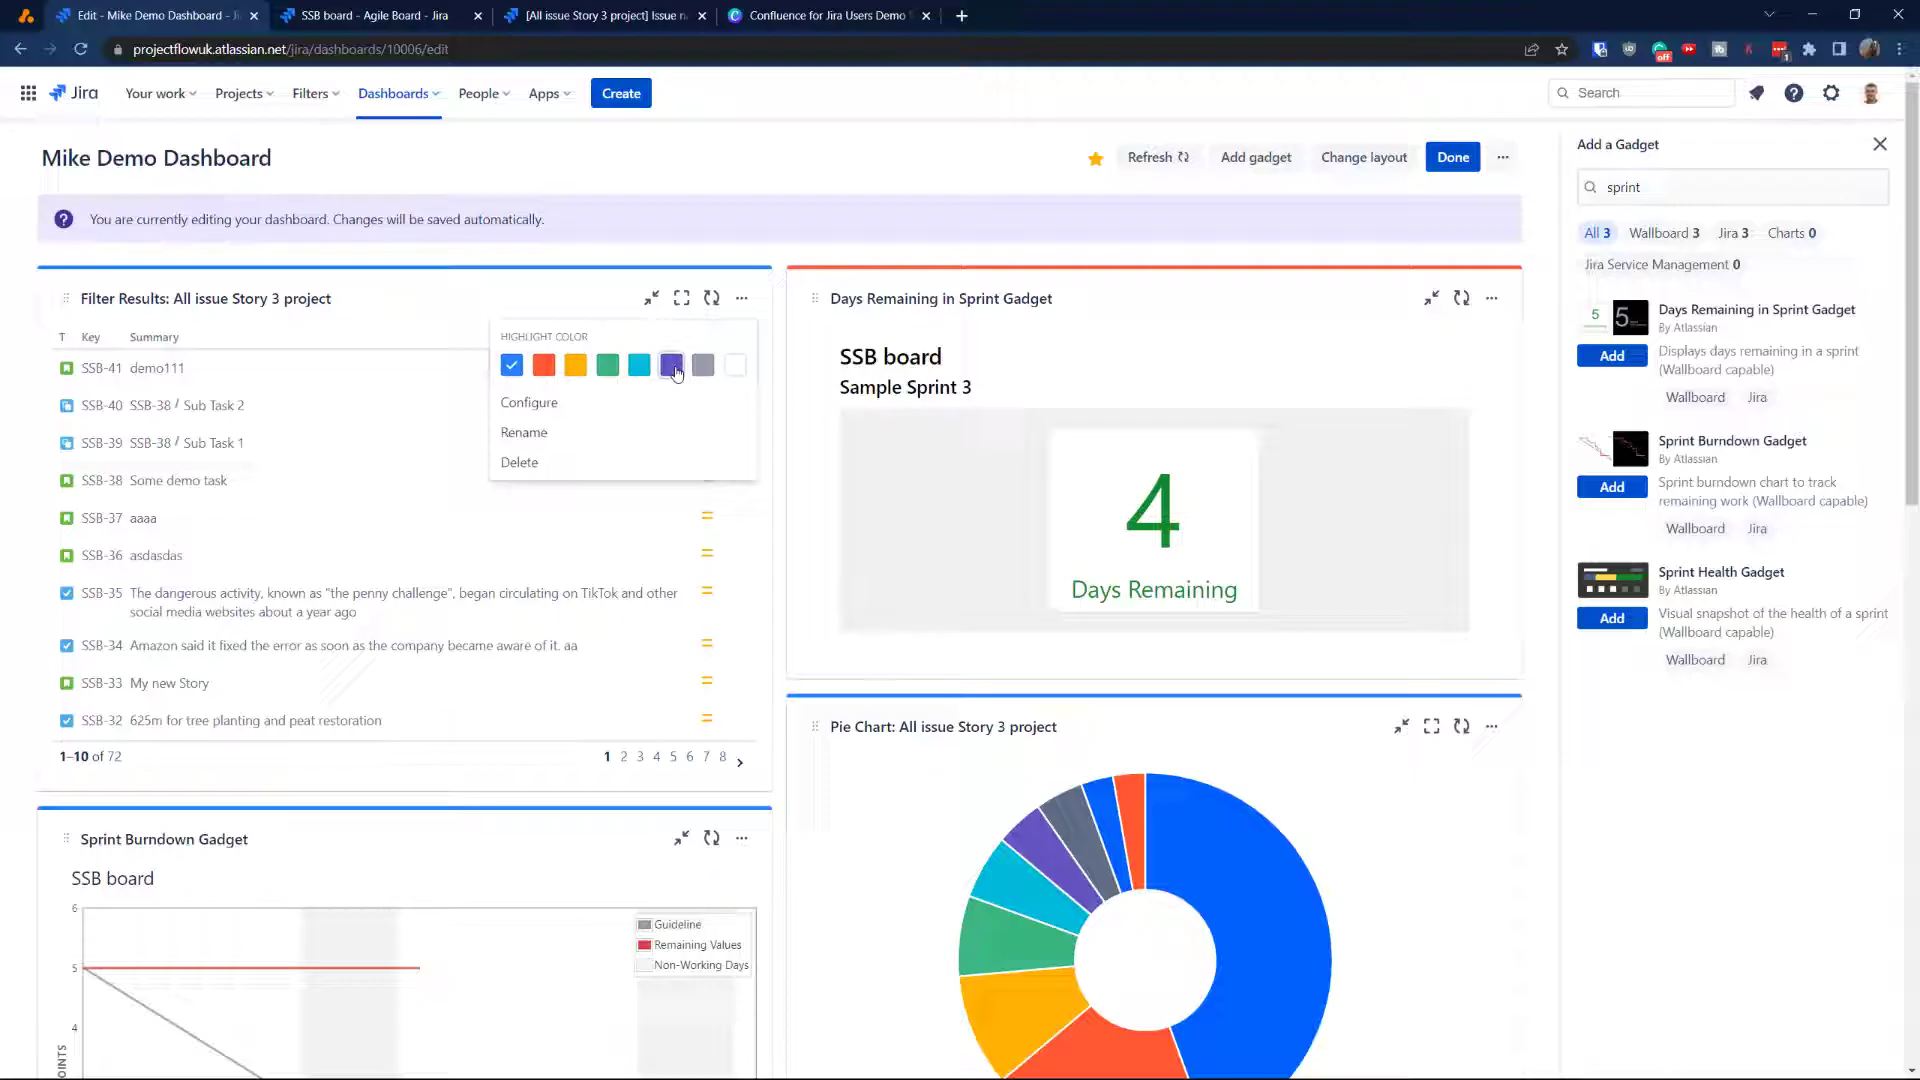 Edit - Mike Demo Dashboard - Ji
SSB board - Agile Board - Jira
[All issue Story 3 project] Issue n
Confluence for Jira Users Demo
projectflowuk.atlassian.net/jira/dashboards/10006/edit
off
1
Jira
Your work
Projects
Filters
Dashboards
People
Apps
Create
Search
Mike Demo Dashboard
Refresh
Add gadget
Change layout
Done
You are currently editing your dashboard. Changes will be saved automatically.
Filter Results: All issue Story 3 project
T Key Summary
SSB-41 demo111
SSB-40 SSB-38 / Sub Task 2
SSB-39 SSB-38 / Sub Task 1
SSB-38 Some demo task
SSB-37 aaaa
SSB-36 asdasdas
SSB-35 The dangerous activity, known as "the penny challenge", began circulating on TikTok and other
social media websites about a year ago
SSB-34 Amazon said it fixed the error as soon as the company became aware of it. aa
SSB-33 My new Story
SSB-32 625m for tree planting and peat restoration
1–10 of 72
1 2 3 4 5 6 7 8
HIGHLIGHT COLOR
Configure
Rename
Delete
Sprint Burndown Gadget
SSB board
6
5
4
OINTS
Guideline
Remaining Values
Non-Working Days
Days Remaining in Sprint Gadget
SSB board
Sample Sprint 3
4
Days Remaining
Pie Chart: All issue Story 3 project
Add a Gadget
sprint
All 3
Wallboard 3
Jira 3
Charts 0
Jira Service Management 0
5
5
Days Remaining in Sprint Gadget
By Atlassian
Add
Displays days remaining in a sprint
(Wallboard capable)
Wallboard
Jira
Sprint Burndown Gadget
By Atlassian
Add
Sprint burndown chart to track
remaining work (Wallboard capable)
Wallboard
Jira
Sprint Health Gadget
By Atlassian
Add
Visual snapshot of the health of a sprint
(Wallboard capable)
Wallboard
Jira